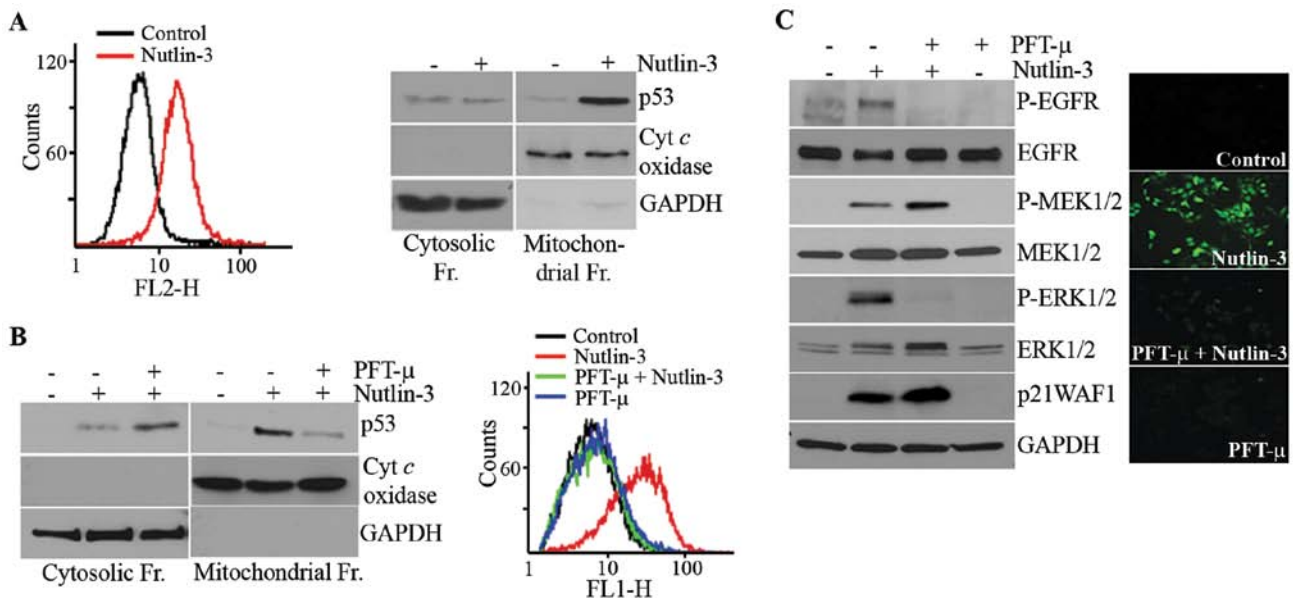 A
Control
Nutlin-3
120
60
Counts
1 10 100
FL2-H
- + - + Nutlin-3
p53
Cyt c
oxidase
GAPDH
Cytosolic
Fr.
Mitochon-
drial Fr.
B
- - + - - + PFT-μ
- + + - + + Nutlin-3
p53
Cyt c
oxidase
GAPDH
Cytosolic Fr. Mitochondrial Fr.
Control
Nutlin-3
PFT-μ + Nutlin-3
PFT-μ
120
60
Counts
1 10 100
FL1-H
C
- - + + PFT-μ
- + + - Nutlin-3
P-EGFR
EGFR
P-MEK1/2
MEK1/2
P-ERK1/2
ERK1/2
p21WAF1
GAPDH
Control
Nutlin-3
PFT-μ + Nutlin-3
PFT-μ